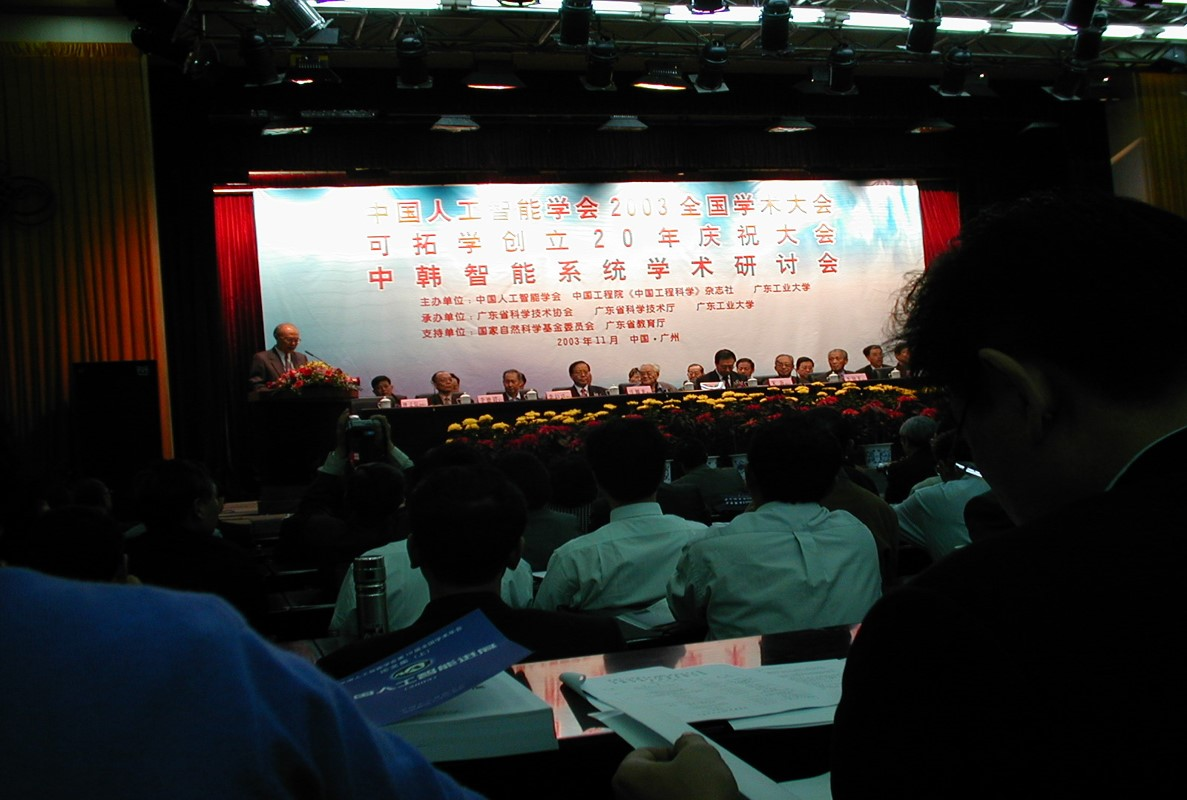 中国人工智能学会2003全国学术大会
可拓学创立20年庆祝大会
中韩智能系统学术研讨会
主办单位：中国人工智能学会 中国工程院《中国工程科学》杂志社 广东工业大学
承办单位：广东省科学技术协会 广东省科学技术厅 广东工业大学
支持单位：国家自然科学基金委员会 广东省教育厅
2003年11月 中国·广州
人工智能进展